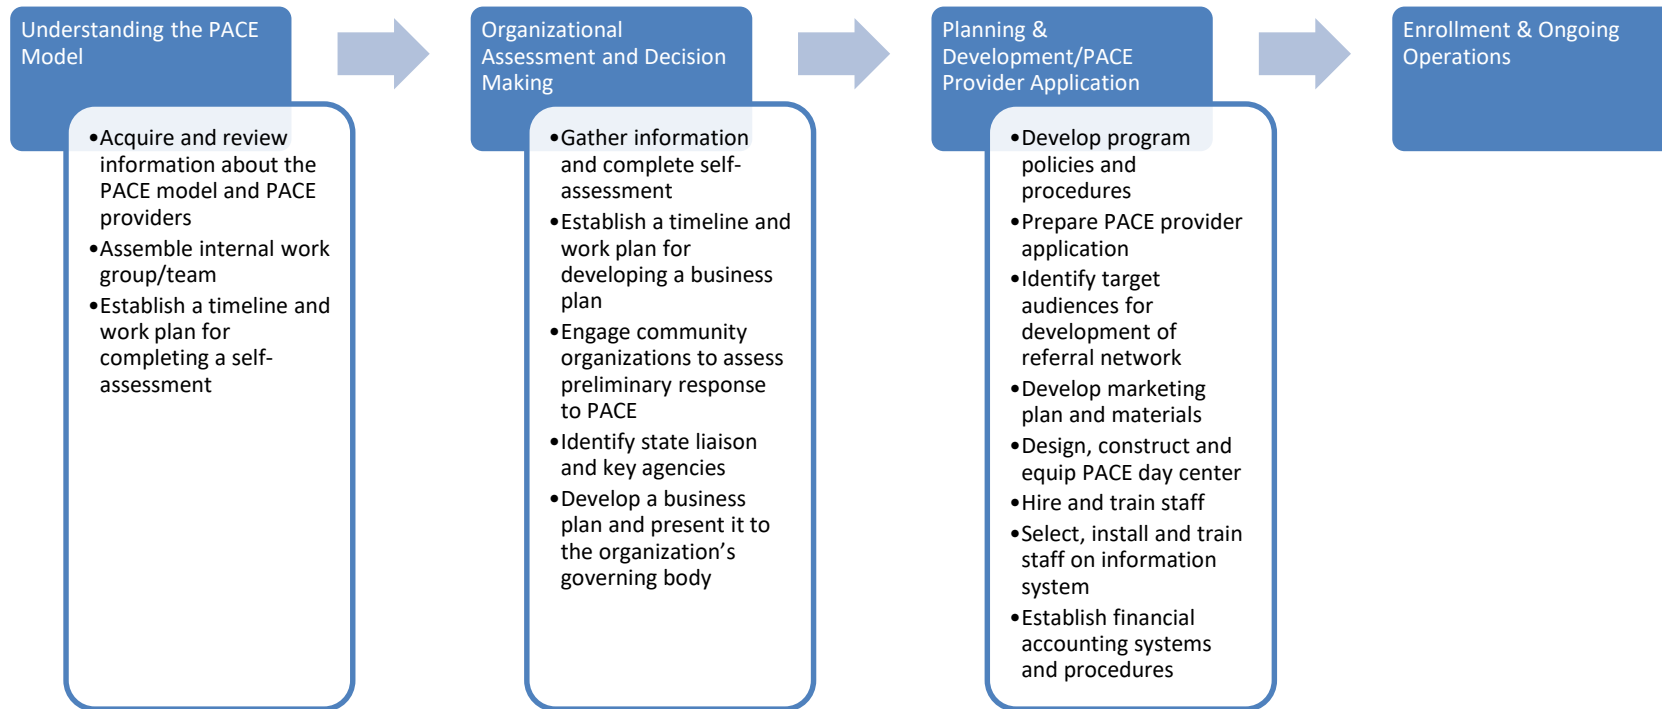 Understanding the PACE
Model
•Acquire and review
information about the
PACE model and PACE
providers
•Assemble internal work
group/team
•Establish a timeline and
work plan for
completing a self-
assessment
Organizational
Assessment and Decision
Making
•Gather information
and complete self-
assessment
•Establish a timeline and
work plan for
developing a business
plan
•Engage community
organizations to assess
preliminary response
to PACE
•Identify state liaison
and key agencies
•Develop a business
plan and present it to
the organization’s
governing body
Planning &
Development/PACE
Provider Application
•Develop program
policies and
procedures
•Prepare PACE provider
application
•Identify target
audiences for
development of
referral network
•Develop marketing
plan and materials
•Design, construct and
equip PACE day center
•Hire and train staff
•Select, install and train
staff on information
system
•Establish financial
accounting systems
and procedures
Enrollment & Ongoing
Operations